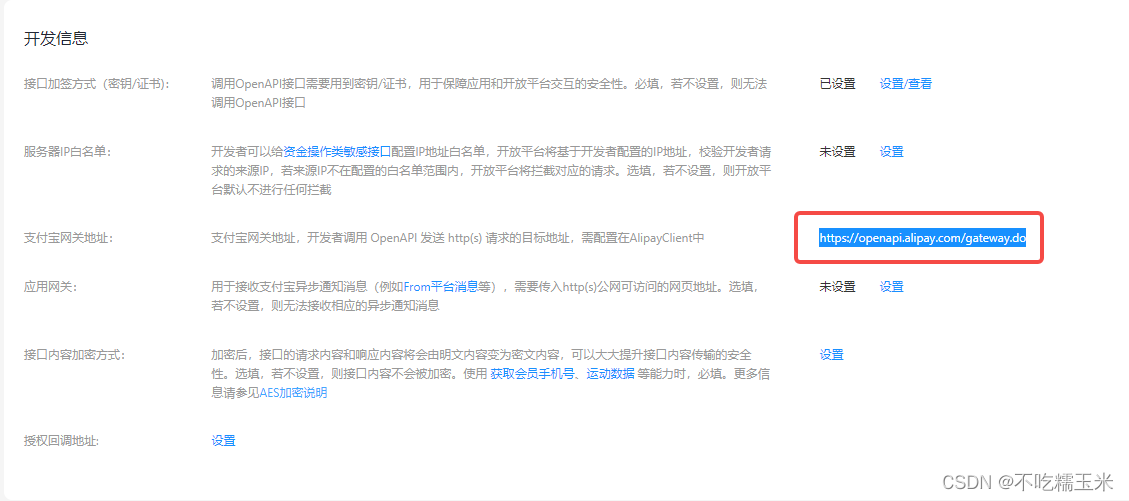 开发信息
接口加签方式（密钥/证书）： 调用OpenAPI接口需要用到密钥/证书，用于保障应用和开放平台交互的安全性。必填，若不设置，则无法 已设置 设置/查看
调用OpenAPI接口
服务器IP白名单： 开发者可以给资金操作类敏感接口配置IP地址白名单，开放平台将基于开发者配置的IP地址，校验开发者请 未设置 设置
求的来源IP，若来源IP不在配置的白名单范围内，开放平台将拦截对应的请求。选填，若不设置，则开放平
台默认不进行任何拦截
支付宝网关地址： 支付宝网关地址，开发者调用 OpenAPI 发送 http(s) 请求的目标地址，需配置在AlipayClient中 https://openapi.alipay.com/gateway.do
应用网关： 用于接收支付宝异步通知消息（例如From平台消息等），需要传入http(s)公网可访问的网页地址。选填， 未设置 设置
若不设置，则无法接收相应的异步通知消息
接口内容加密方式： 加密后，接口的请求内容和响应内容将会由明文内容变为密文内容，可以大大提升接口内容传输的安全 设置
性。选填，若不设置，则接口内容不会被加密。使用 获取会员手机号、运动数据 等能力时，必填。更多信
息请参见AES加密说明
授权回调地址: 设置
CSDN @不吃糯玉米